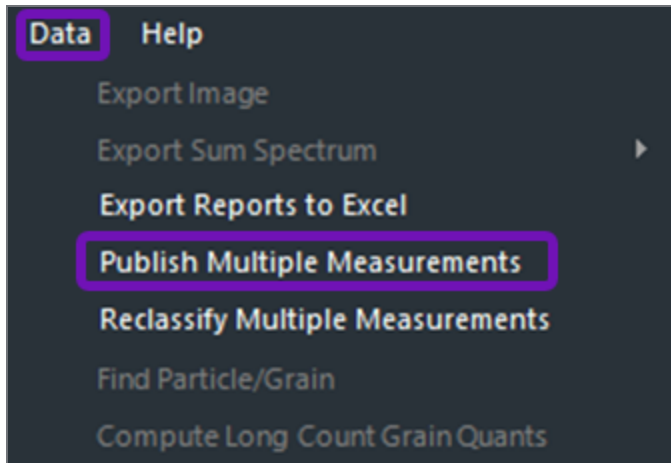 Data Help
Export Image
Export Sum Spectrum
Export Reports to Excel
Publish Multiple Measurements
Reclassify Multiple Measurements
Find Particle/Grain
Compute Long Count Grain Quants